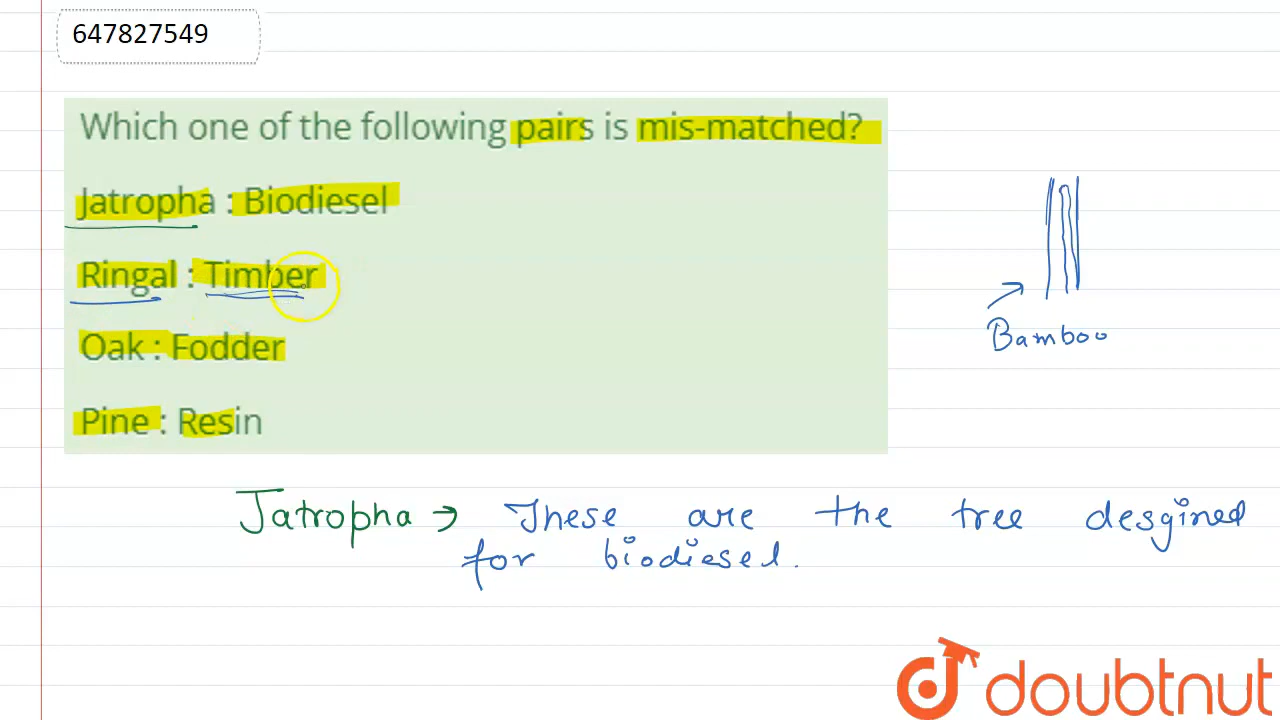 647827549
Which one of the following pairs is mis-matched?
Jatropha : Biodiesel
Ringal : Timber
Oak : Fodder
Pine : Resin
Bamboo
Jatropha → These are the tree desgined
for biodiesel.
doubtnut